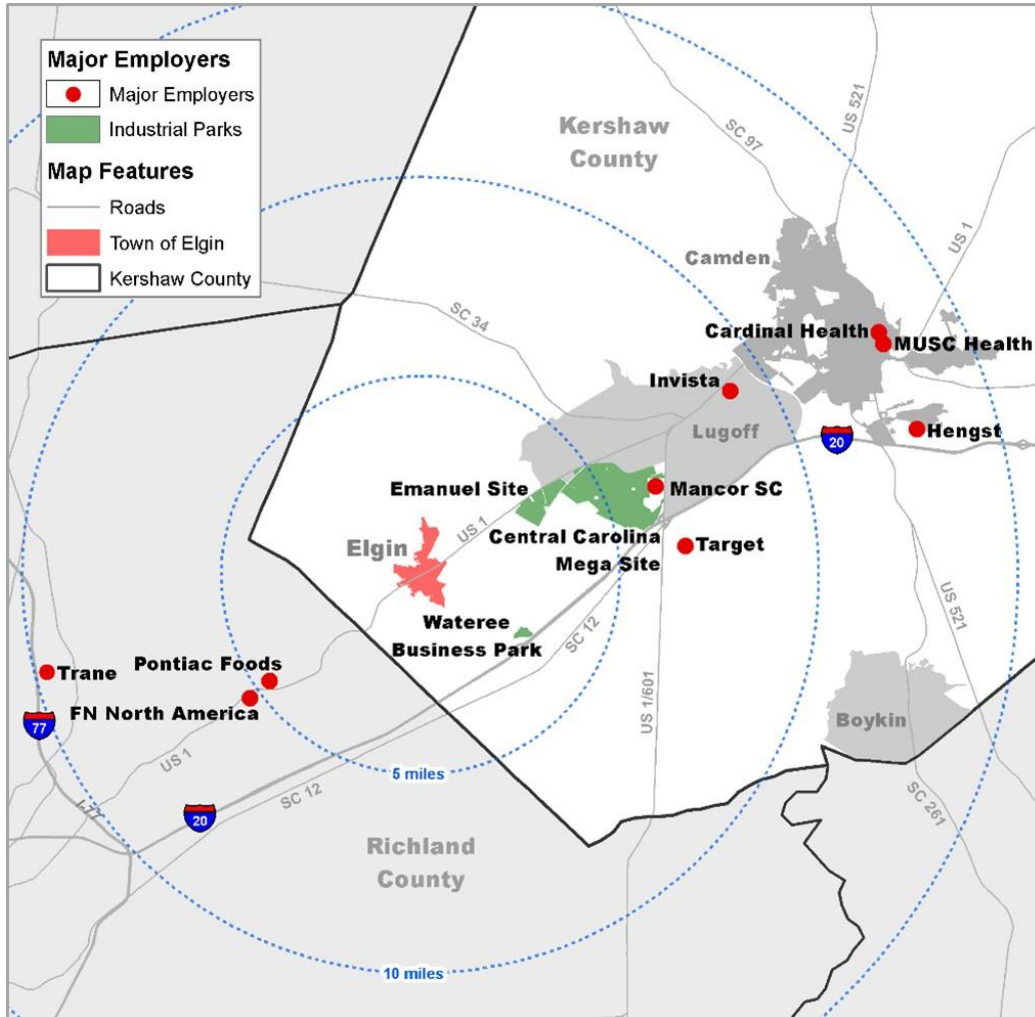 Major Employers
Major Employers
Industrial Parks
Map Features
Roads
Town of Elgin
Kershaw County
Kershaw
County
SC 97
US 521
US 1
Camden
SC 34
Cardinal Health
MUSC Health
Invista
Lugoff
20
Hengst
Emanuel Site
Mancor SC
US 1
Central Carolina
Mega Site
Target
Elgin
Wateree
Business Park
SC 12
US 521
US 1/601
Trane
Pontiac Foods
FN North America
77
US 1
Boykin
5 miles
SC 12
I-77
20
SC 261
Richland
County
10 miles